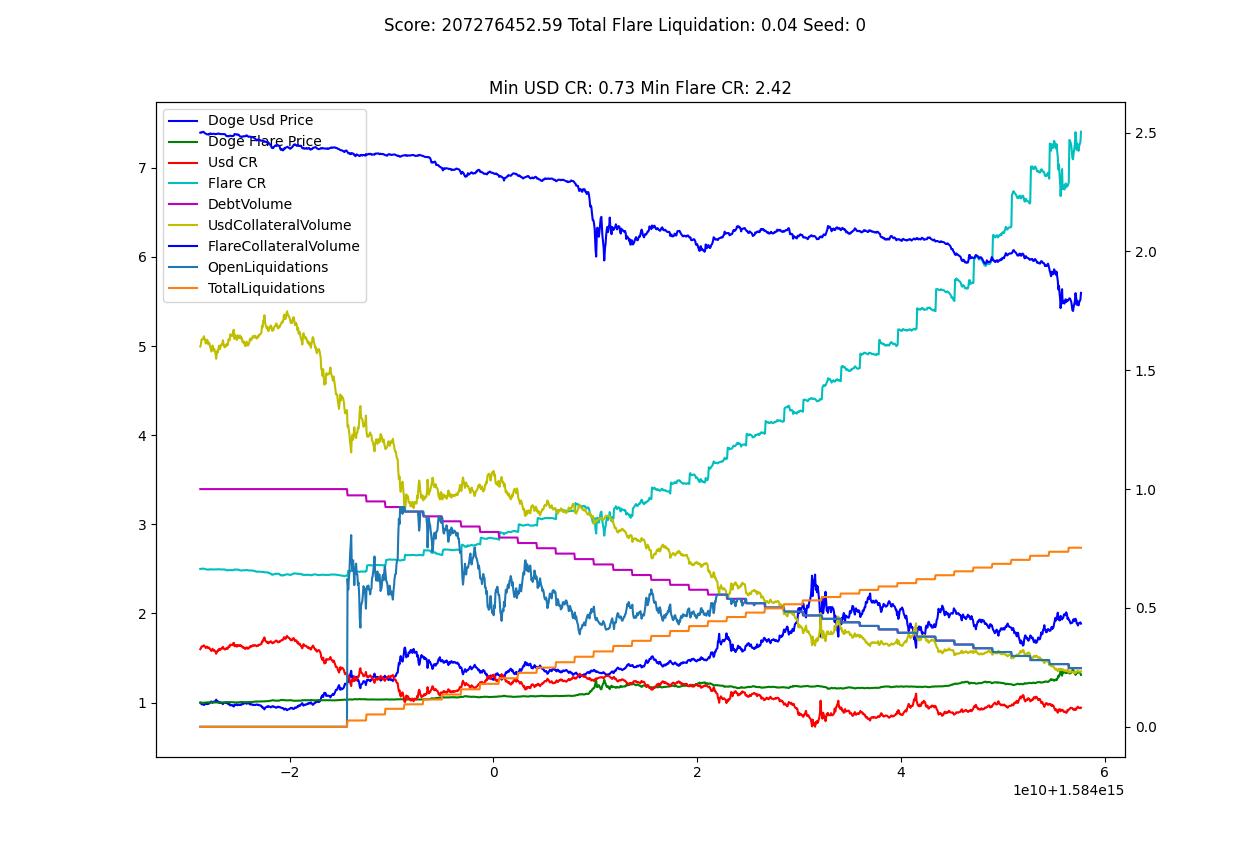 Score: 207276452.59 Total Flare Liquidation: 0.04 Seed: 0
Min USD CR: 0.73 Min Flare CR: 2.42
Doge Usd Price
Doge Flare Price
Usd CR
Flare CR
DebtVolume
UsdCollateralVolume
FlareCollateralVolume
OpenLiquidations
TotalLiquidations
7
6
5
4
3
2
1
2.5
2.0
1.5
1.0
0.5
0.0
−2
0
2
4
6
1e10+1.584e15